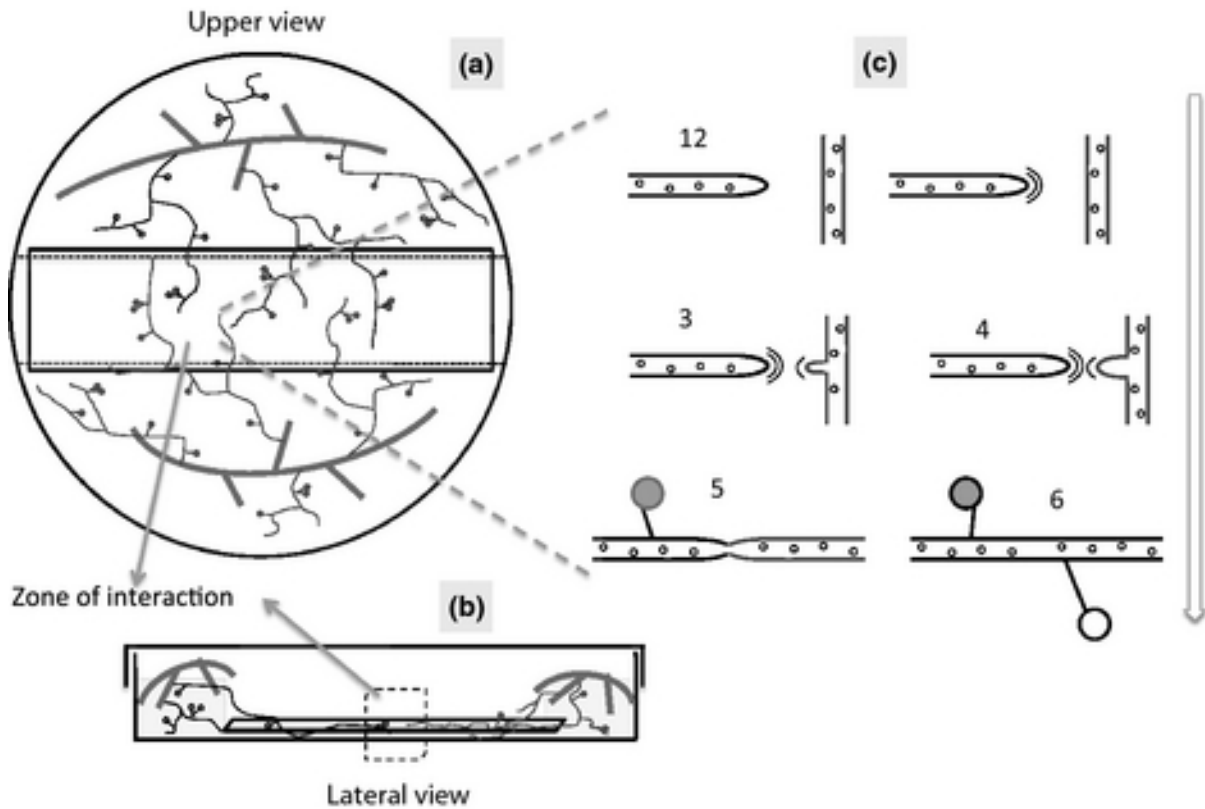 Upper view
(a)
(c)
12
3
4
5
6
Zone of interaction
(b)
Lateral view